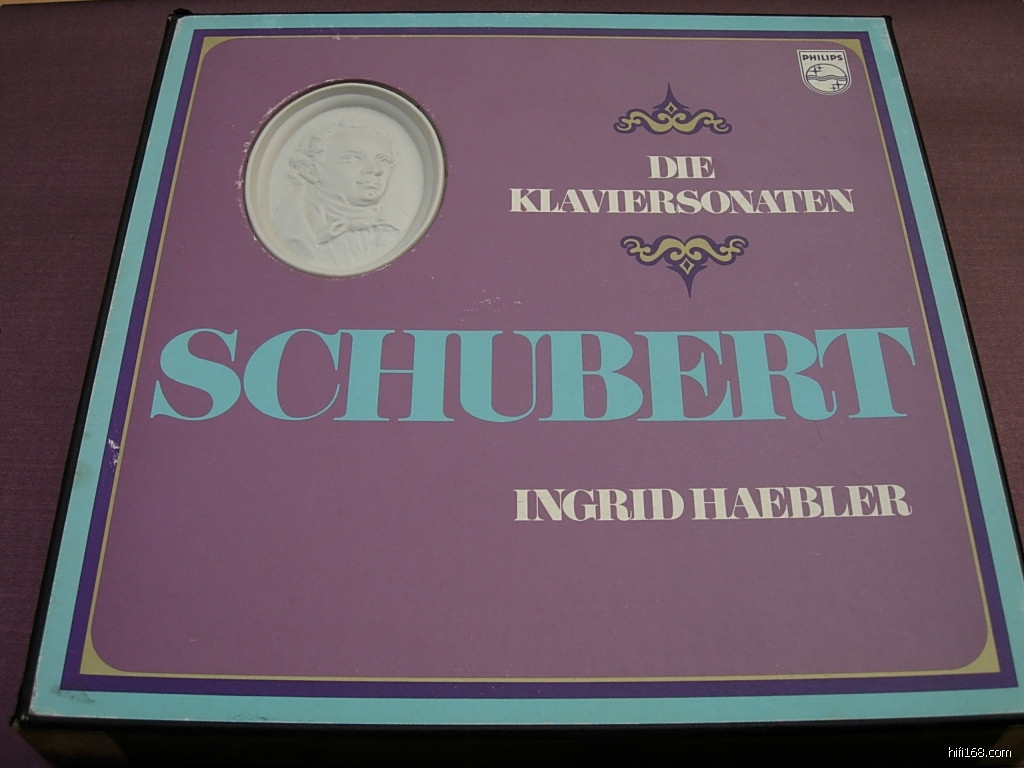 PHILIPS
DIE
KLAVIERSONATEN
SCHUBERT
INGRID HAEBLER
hifi168.com